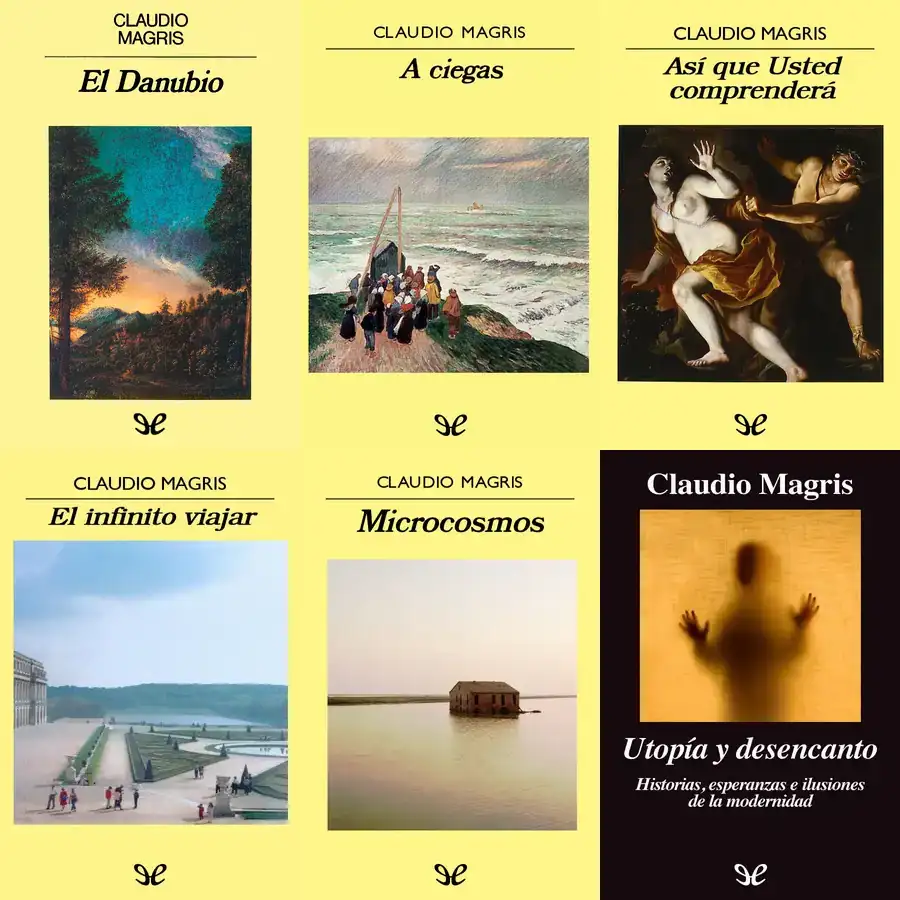 CLAUDIO
MAGRIS
El Danubio
CLAUDIO MAGRIS
A ciegas
CLAUDIO MAGRIS
Así que Usted
comprenderá
CLAUDIO MAGRIS
El infinito viajar
CLAUDIO MAGRIS
Microcosmos
Claudio Magris
Utopía y desencanto
Historias, esperanzas e ilusiones
de la modernidad